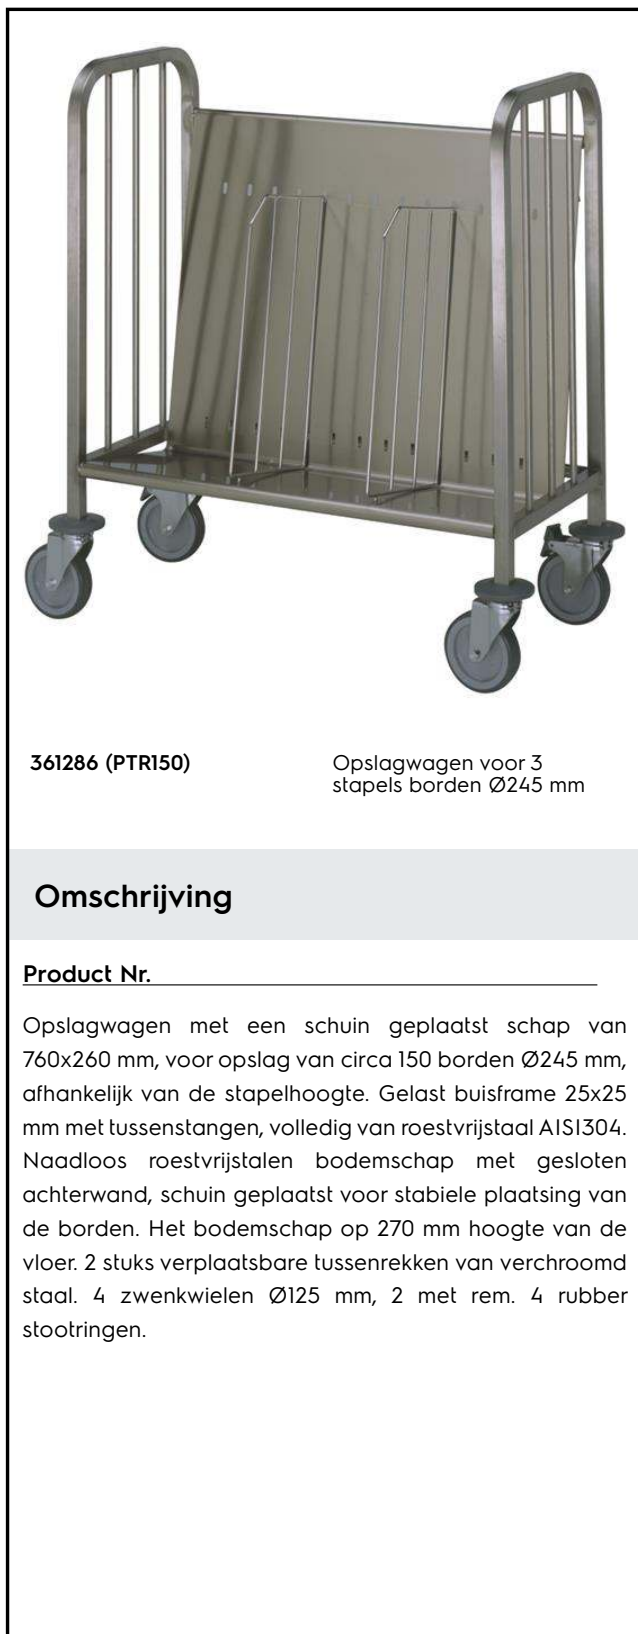 361286 (PTR150)
Opslagwagen voor 3
stapels borden Ø245 mm
Omschrijving
Product Nr.
Opslagwagen met een schuin geplaatst schap van
760x260 mm, voor opslag van circa 150 borden Ø245 mm,
afhankelijk van de stapelhoogte. Gelast buisframe 25x25
mm met tussenstangen, volledig van roestvrijstaal AISI304.
Naadloos roestvrijstalen bodemschap met gesloten
achterwand, schuin geplaatst voor stabiele plaatsing van
de borden. Het bodemschap op 270 mm hoogte van de
vloer. 2 stuks verplaatsbare tussenrekken van verchroomd
staal. 4 zwenkwielen Ø125 mm, 2 met rem. 4 rubber
stootringen.